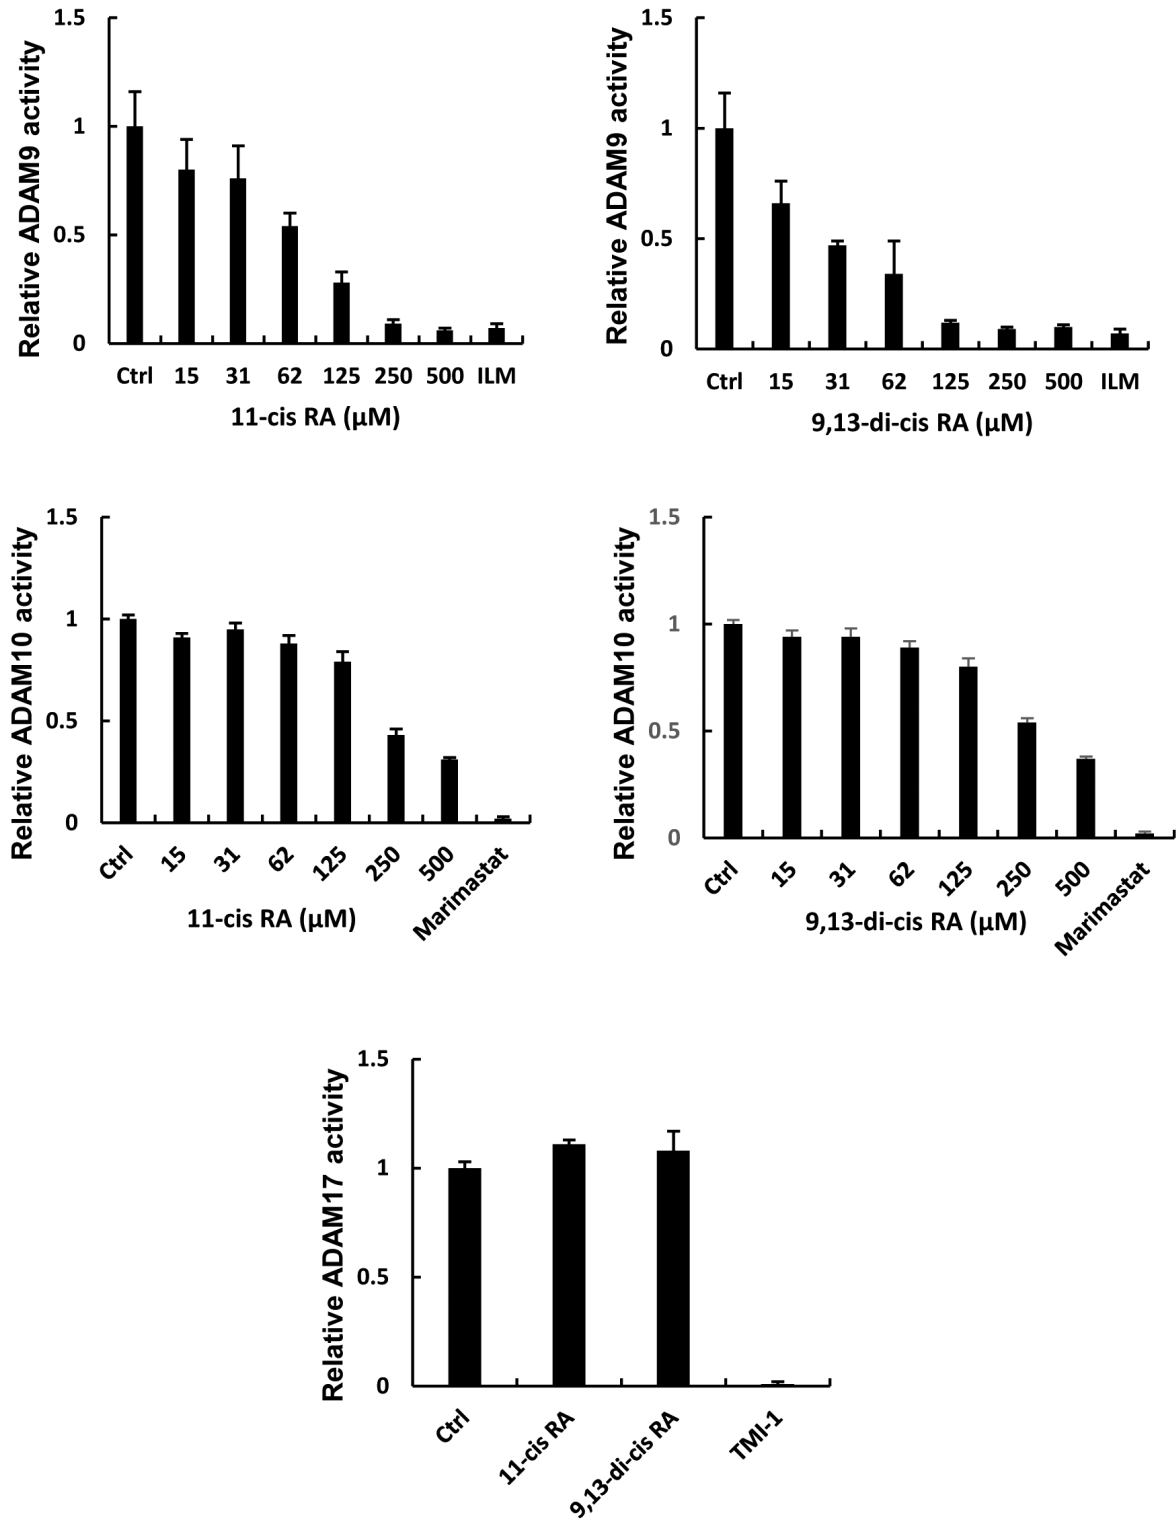 Relative ADAM9 activity
1.5
1
0.5
0
Ctrl 15 31 62 125 250 500 ILM
11-cis RA (μM)
Relative ADAM9 activity
1.5
1
0.5
0
Ctrl 15 31 62 125 250 500 ILM
9,13-di-cis RA (μM)
Relative ADAM10 activity
1.5
1
0.5
0
Ctrl 15 31 62 125 250 500 Marimastat
11-cis RA (μM)
Relative ADAM10 activity
1.5
1
0.5
0
Ctrl 15 31 62 125 250 500 Marimastat
9,13-di-cis RA (μM)
Relative ADAM17 activity
1.5
1
0.5
0
Ctrl 11-cis RA 9,13-di-cis RA TMI-1